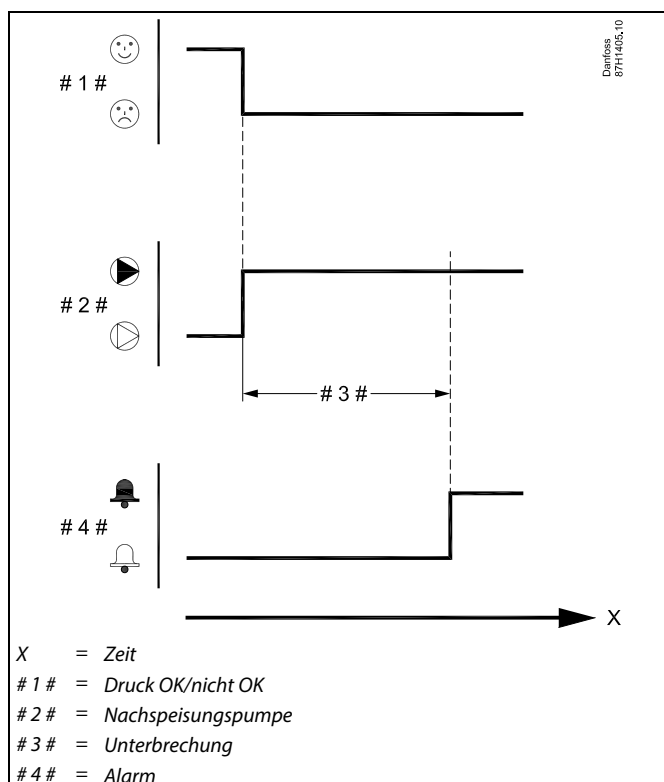 Danfoss
87H1405.10
# 1 #
# 2 #
# 3 #
# 4 #
X
X = Zeit
# 1 # = Druck OK/nicht OK
# 2 # = Nachspeisungspumpe
# 3 # = Unterbrechung
# 4 # = Alarm